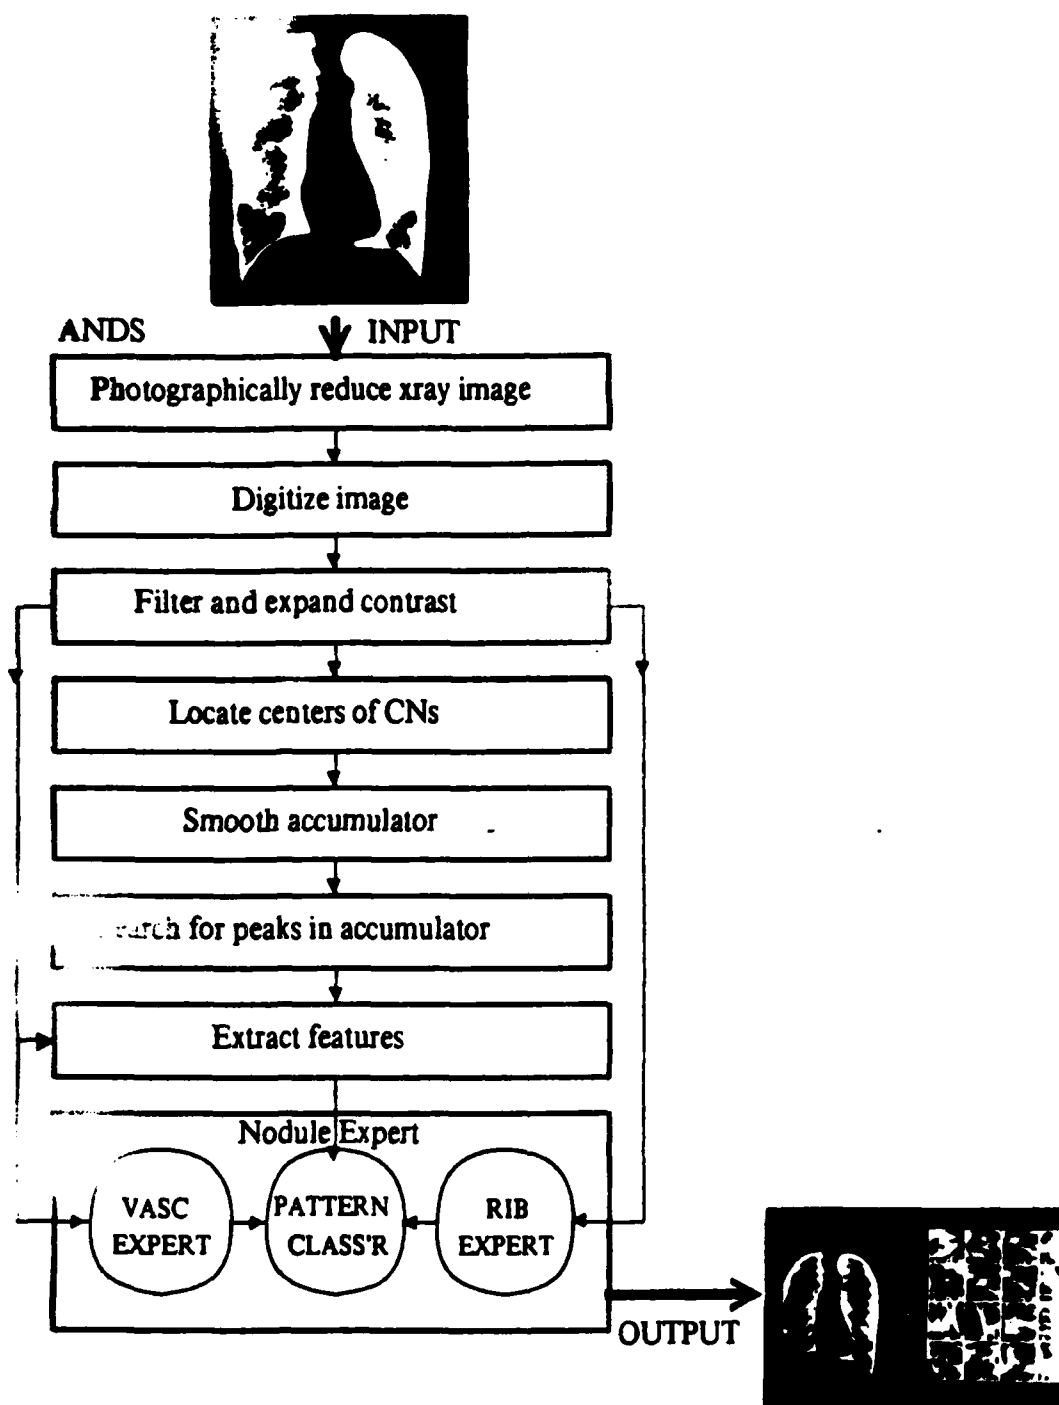 ANDS
INPUT
Photographically reduce xray image
Digitize image
Filter and expand contrast
Locate centers of CNs
Smooth accumulator
for peaks in accumulator
Extract features
Nodule Expert
VASC
EXPERT
PATTERN
CLASS'R
RIB
EXPERT
OUTPUT